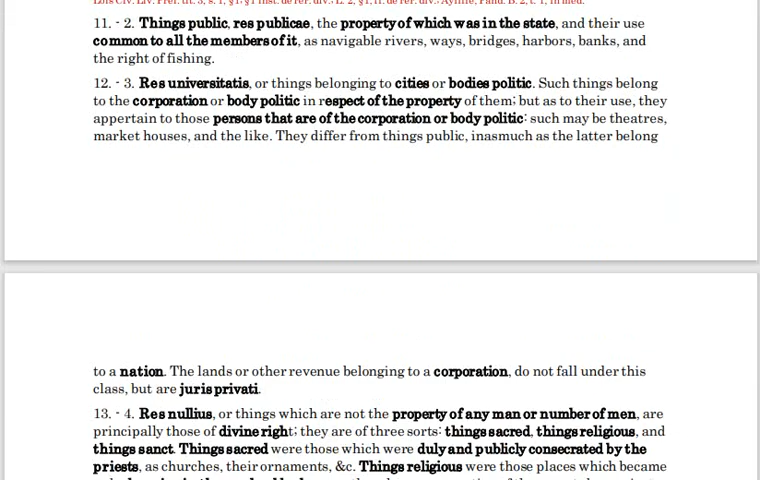 11. - 2. Things public, res publicae, the property of which was in the state, and their use
common to all the members of it, as navigable rivers, ways, bridges, harbors, banks, and
the right of fishing.
12. - 3. Res universitatis, or things belonging to cities or bodies politic. Such things belong
to the corporation or body politic in respect of the property of them; but as to their use, they
appertain to those persons that are of the corporation or body politic: such may be theatres,
market houses, and the like. They differ from things public, inasmuch as the latter belong
to a nation. The lands or other revenue belonging to a corporation, do not fall under this
class, but are juris privati.
13. - 4. Res nullius, or things which are not the property of any man or number of men, are
principally those of divine right; they are of three sorts: things sacred, things religious, and
things sanct. Things sacred were those which were duly and publicly consecrated by the
priests, as churches, their ornaments, &c. Things religious were those places which became